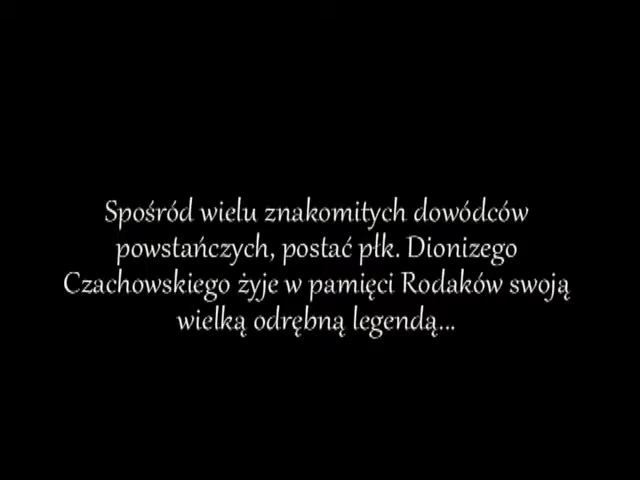 Spośród wielu znakomitych dowódców
powstańczych, postać płk. Dionizego
Czachowskiego żyje w pamięci Rodaków swoją
wielką odrębną legendą...